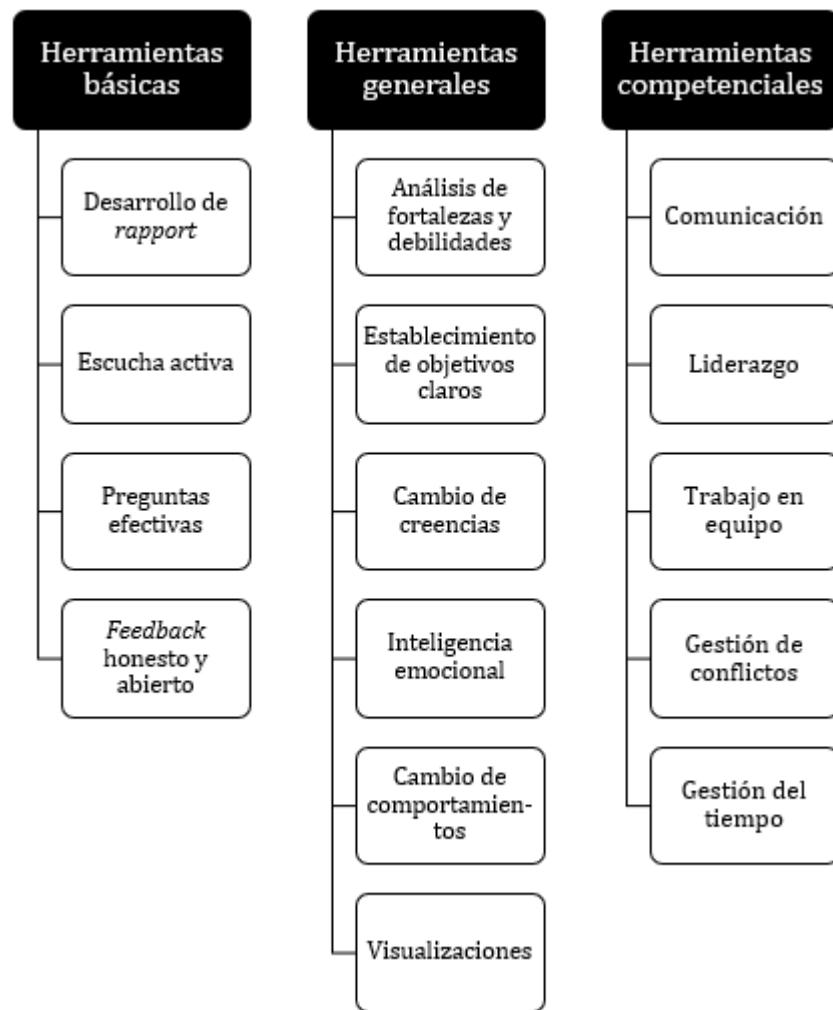 Herramientas
básicas
Desarrollo de
rapport
Escucha activa
Preguntas
efectivas
Feedback
honesto y
abierto
Herramientas
generales
Análisis de
fortalezas y
debilidades
Establecimiento
de objetivos
claros
Cambio de
creencias
Inteligencia
emocional
Cambio de
comportamien-
tos
Visualizaciones
Herramientas
competenciales
Comunicación
Liderazgo
Trabajo en
equipo
Gestión de
conflictos
Gestión del
tiempo